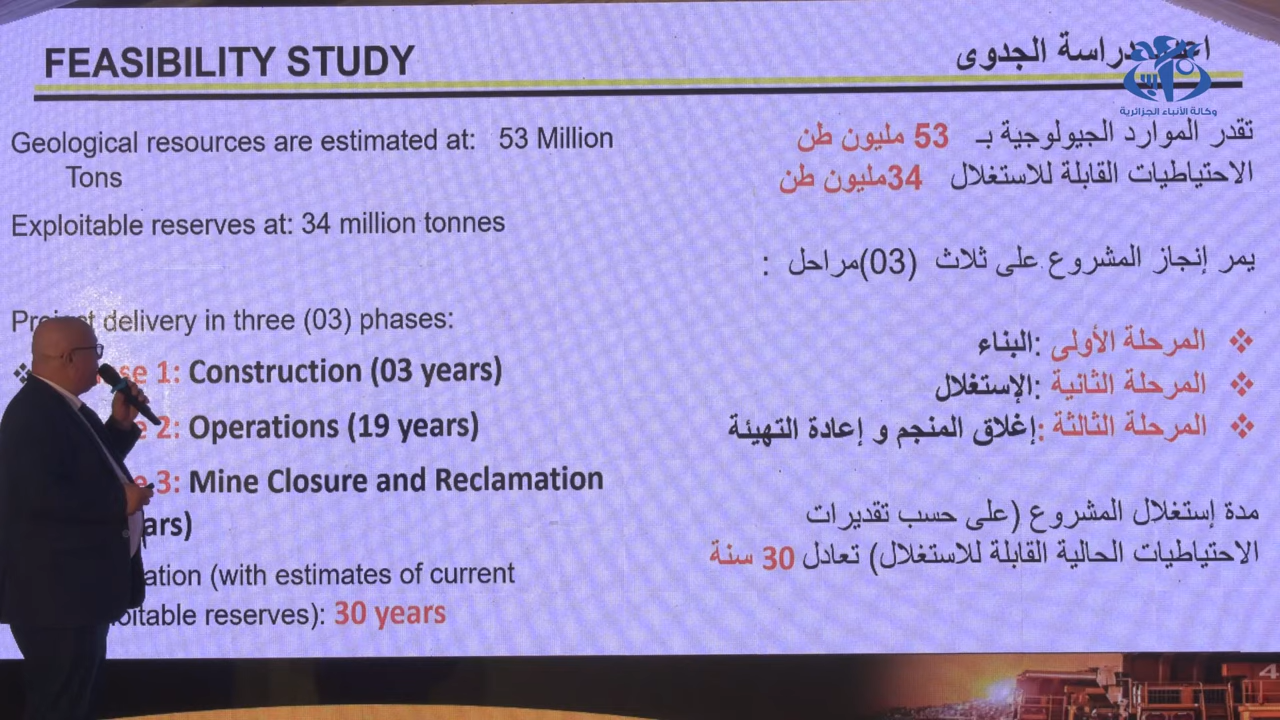 FEASIBILITY STUDY
دراسة الجدوى
وكالة الأنباء الجزائرية
Geological resources are estimated at: 53 Million
Tons
Exploitable reserves at: 34 million tonnes
Project delivery in three (03) phases:
1: Construction (03 years)
2: Operations (19 years)
3: Mine Closure and Reclamation
(with estimates of current
reserves): 30 years
تقدر الموارد الجيولوجية بـ 53 مليون طن
الاحتياطيات القابلة للاستغلال 34مليون طن
يمر إنجاز المشروع على ثلاث (03)مراحل :
❖ المرحلة الأولى :البناء
❖ المرحلة الثانية :الإستغلال
❖ المرحلة الثالثة :إغلاق المنجم و إعادة التهيئة
مدة إستغلال المشروع (على حسب تقديرات
الاحتياطيات الحالية القابلة للاستغلال) تعادل 30 سنة
4